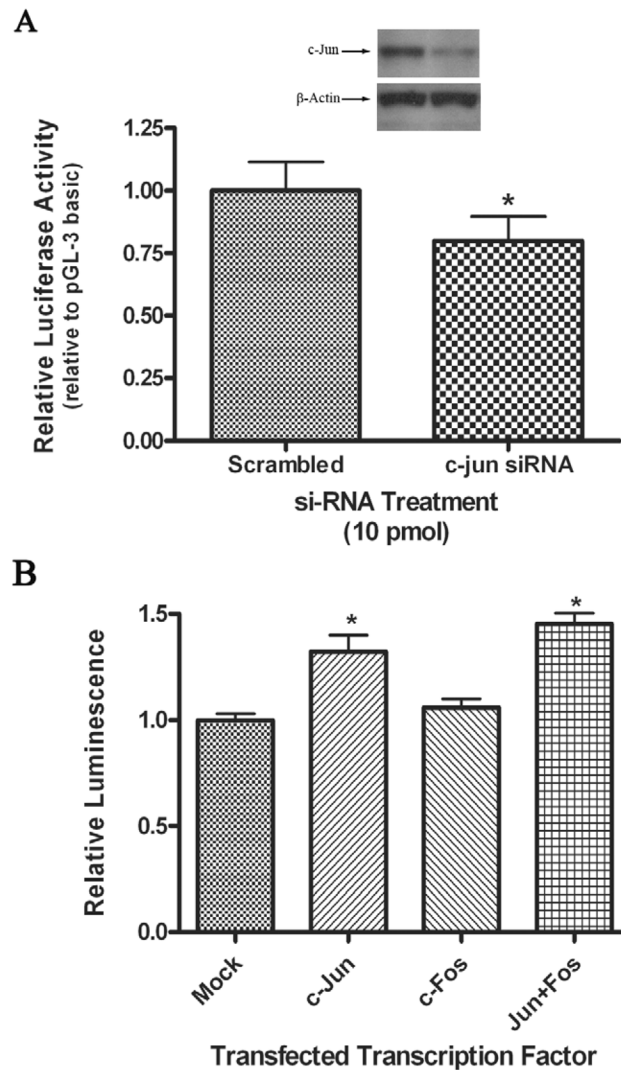 A
c-Jun
β-Actin
Relative Luciferase Activity
(relative to pGL-3 basic)
1.25
1.00
0.75
0.50
0.25
0.00
*
Scrambled
c-jun siRNA
si-RNA Treatment
(10 pmol)
B
Relative Luminescence
1.5
1.0
0.5
0.0
*
*
Mock
c-Jun
c-Fos
Jun+Fos
Transfected Transcription Factor